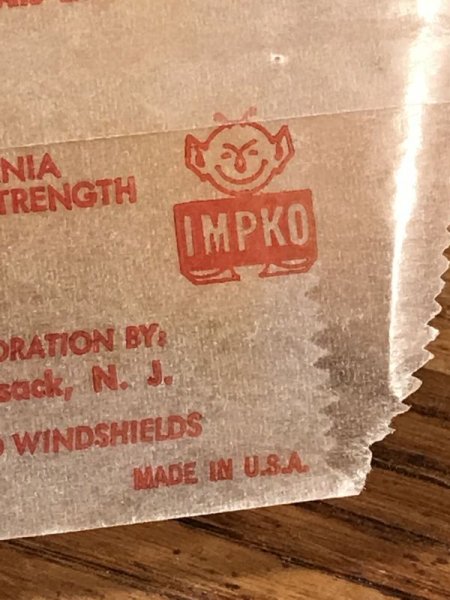 NIA
TRENGTH
IMPKO
ORATION BY:
sack, N. J.
WINDSHIELDS
MADE IN U.S.A.